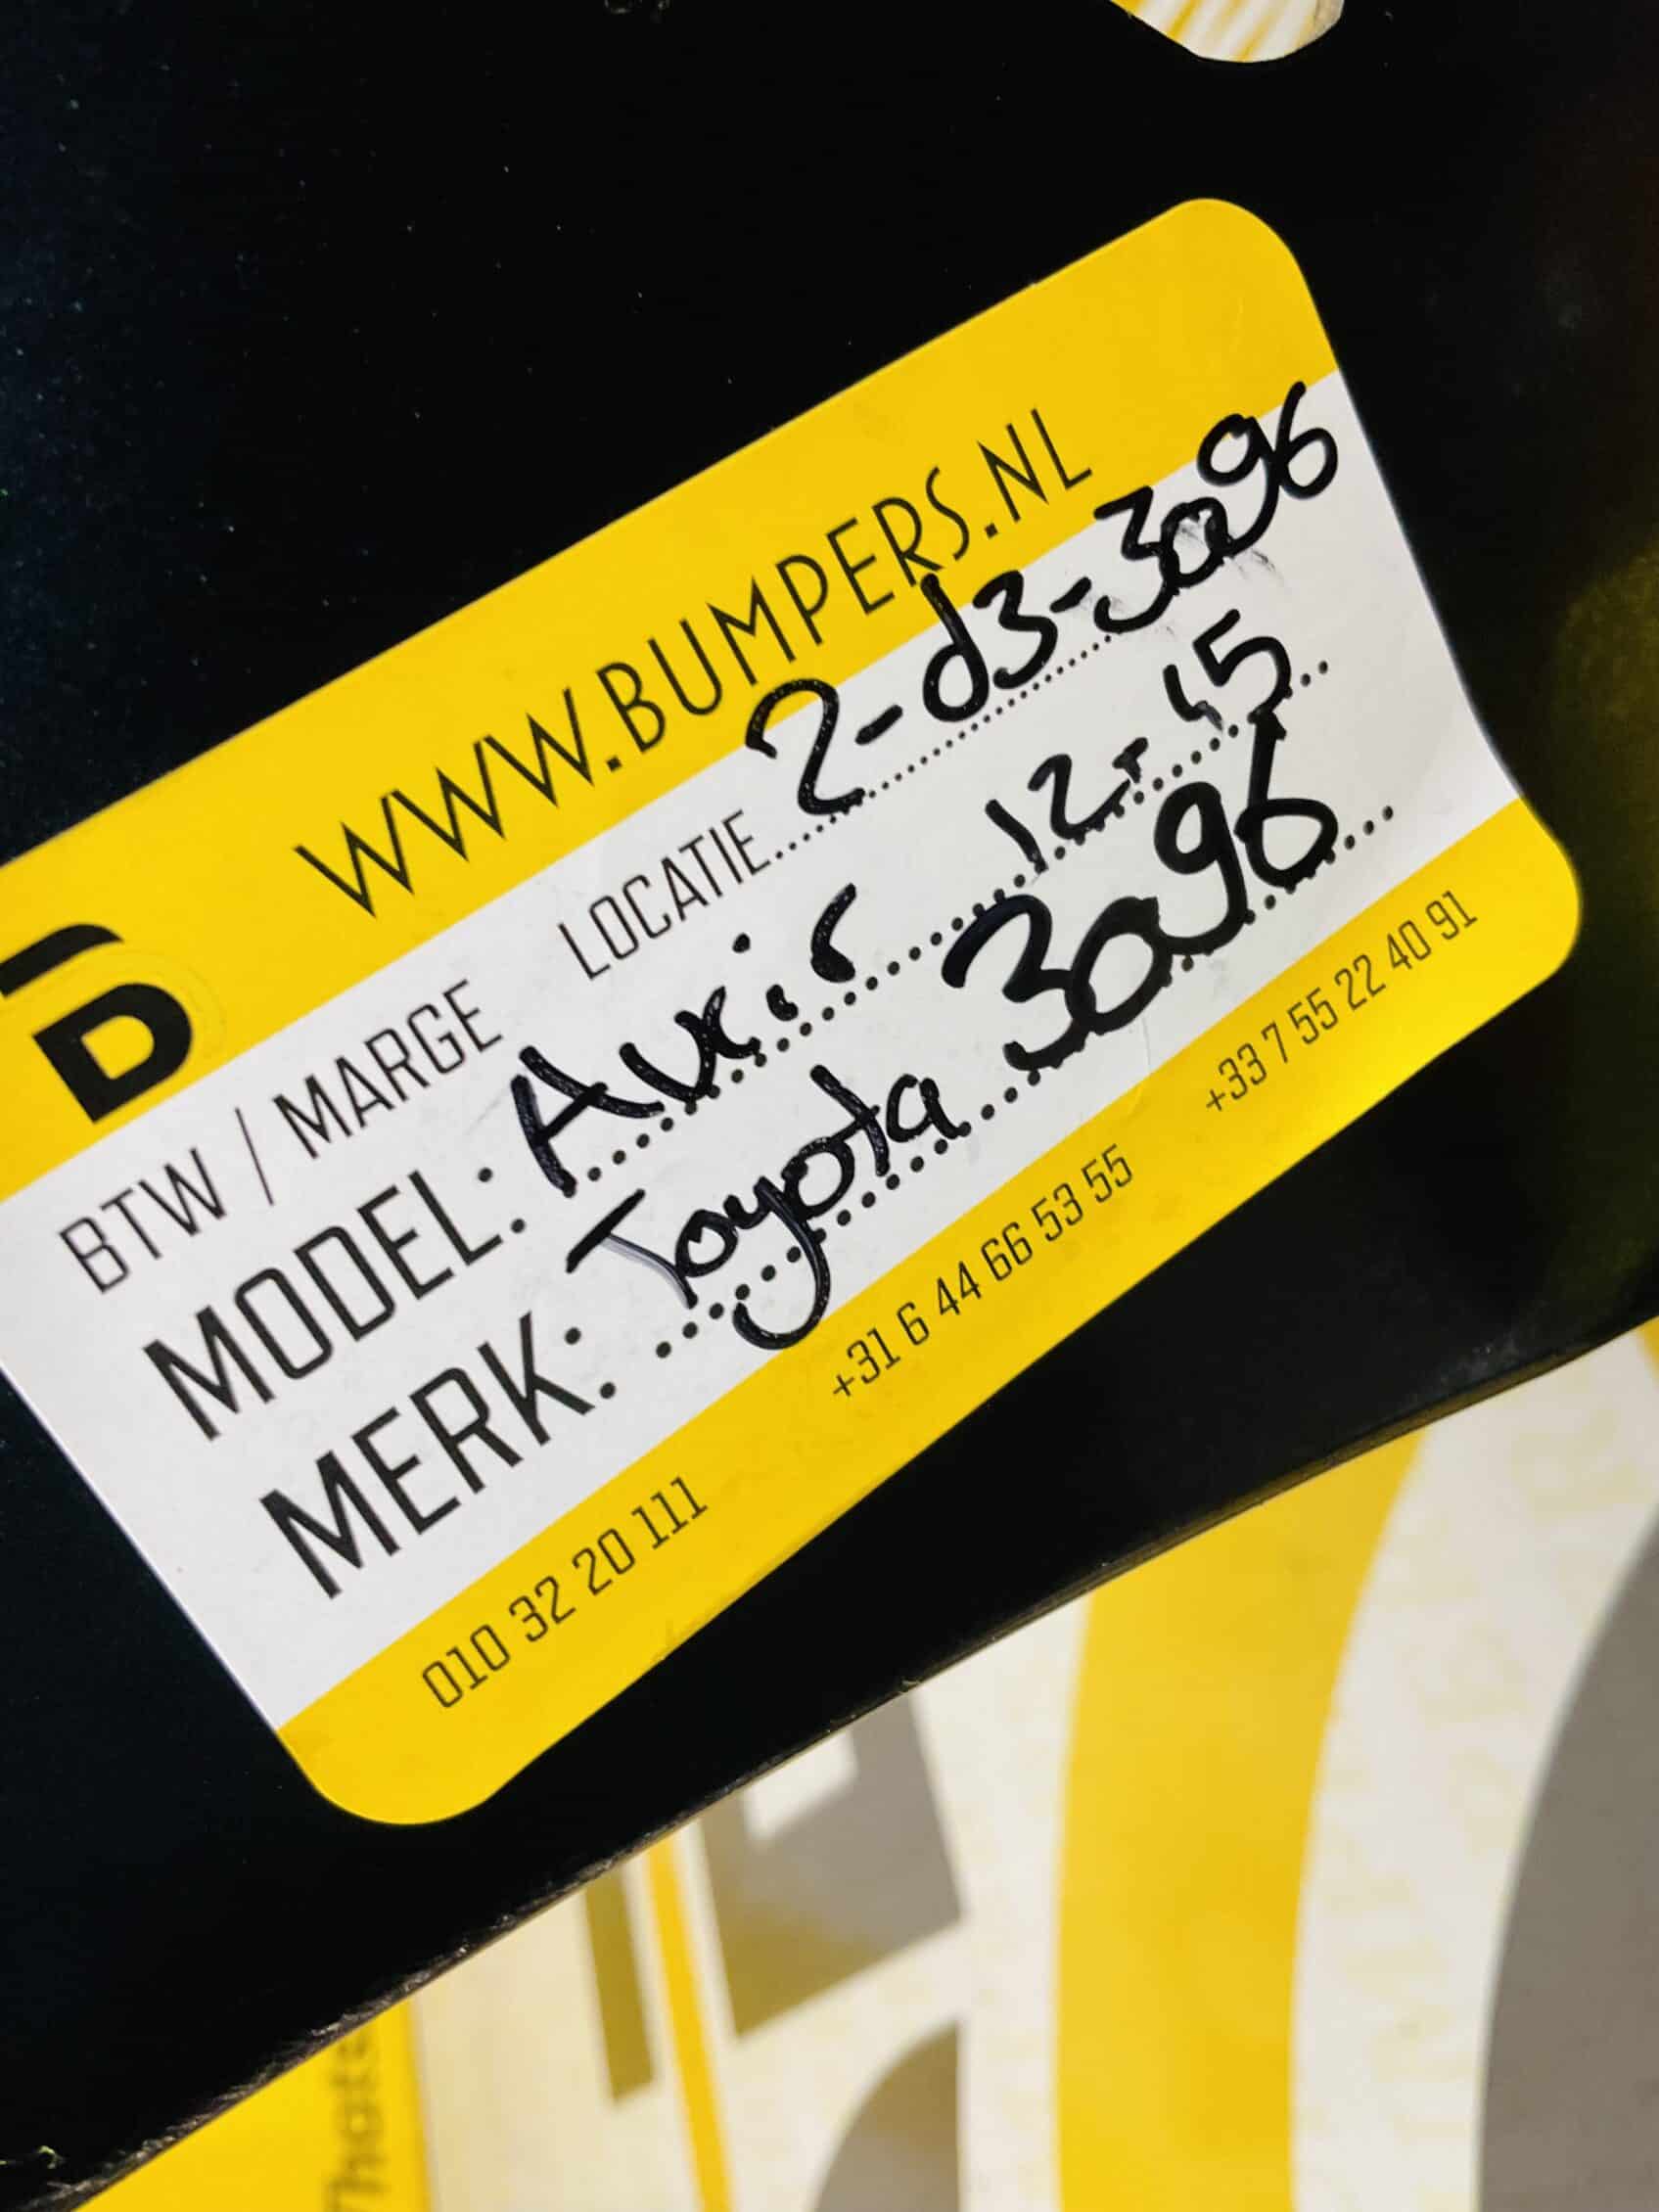 WWW.BUMPERS.NL
BTW / MARGE LOCATIE 2-d3-3096
MODEL: Auris 12-15
MERK: Toyota 3096
010 32 20 111 +31 6 44 66 53 55 +33 7 55 22 40 91